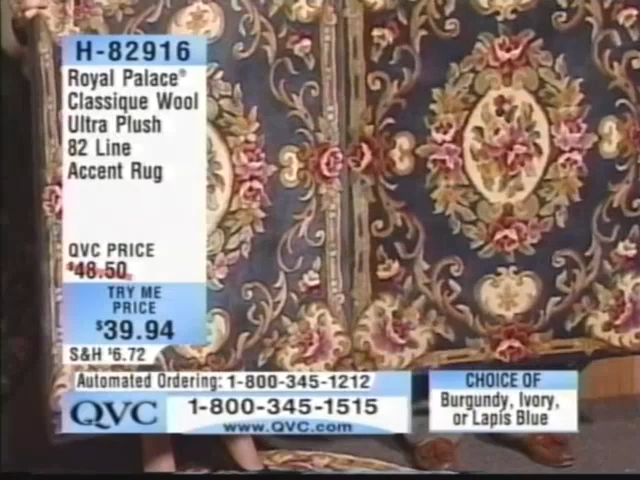 H-82916
Royal Palace®
Classique Wool
Ultra Plush
82 Line
Accent Rug
QVC PRICE
$48.50
TRY ME
PRICE
$39.94
S&H $6.72
Automated Ordering: 1-800-345-1212
QVC 1-800-345-1515
www.QVC.com
CHOICE OF
Burgundy, Ivory,
or Lapis Blue